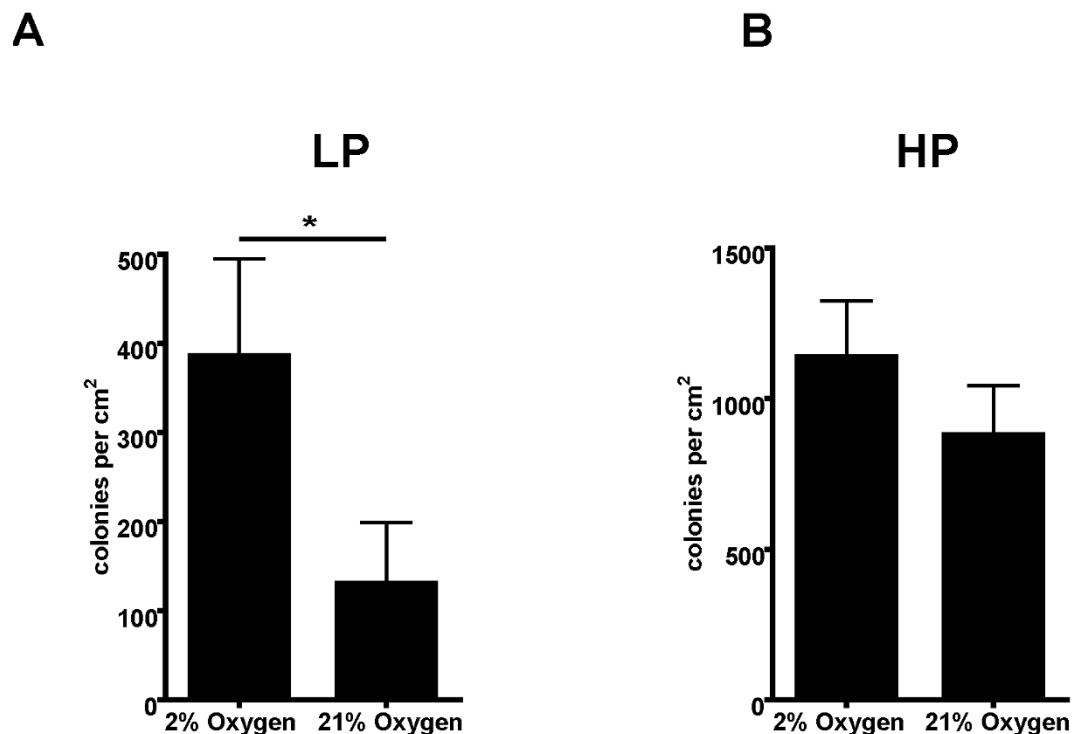 A
LP
*
500
400
300
200
100
0
colonies per cm²
2% Oxygen
21% Oxygen
B
HP
1500
1000
500
0
colonies per cm²
2% Oxygen
21% Oxygen